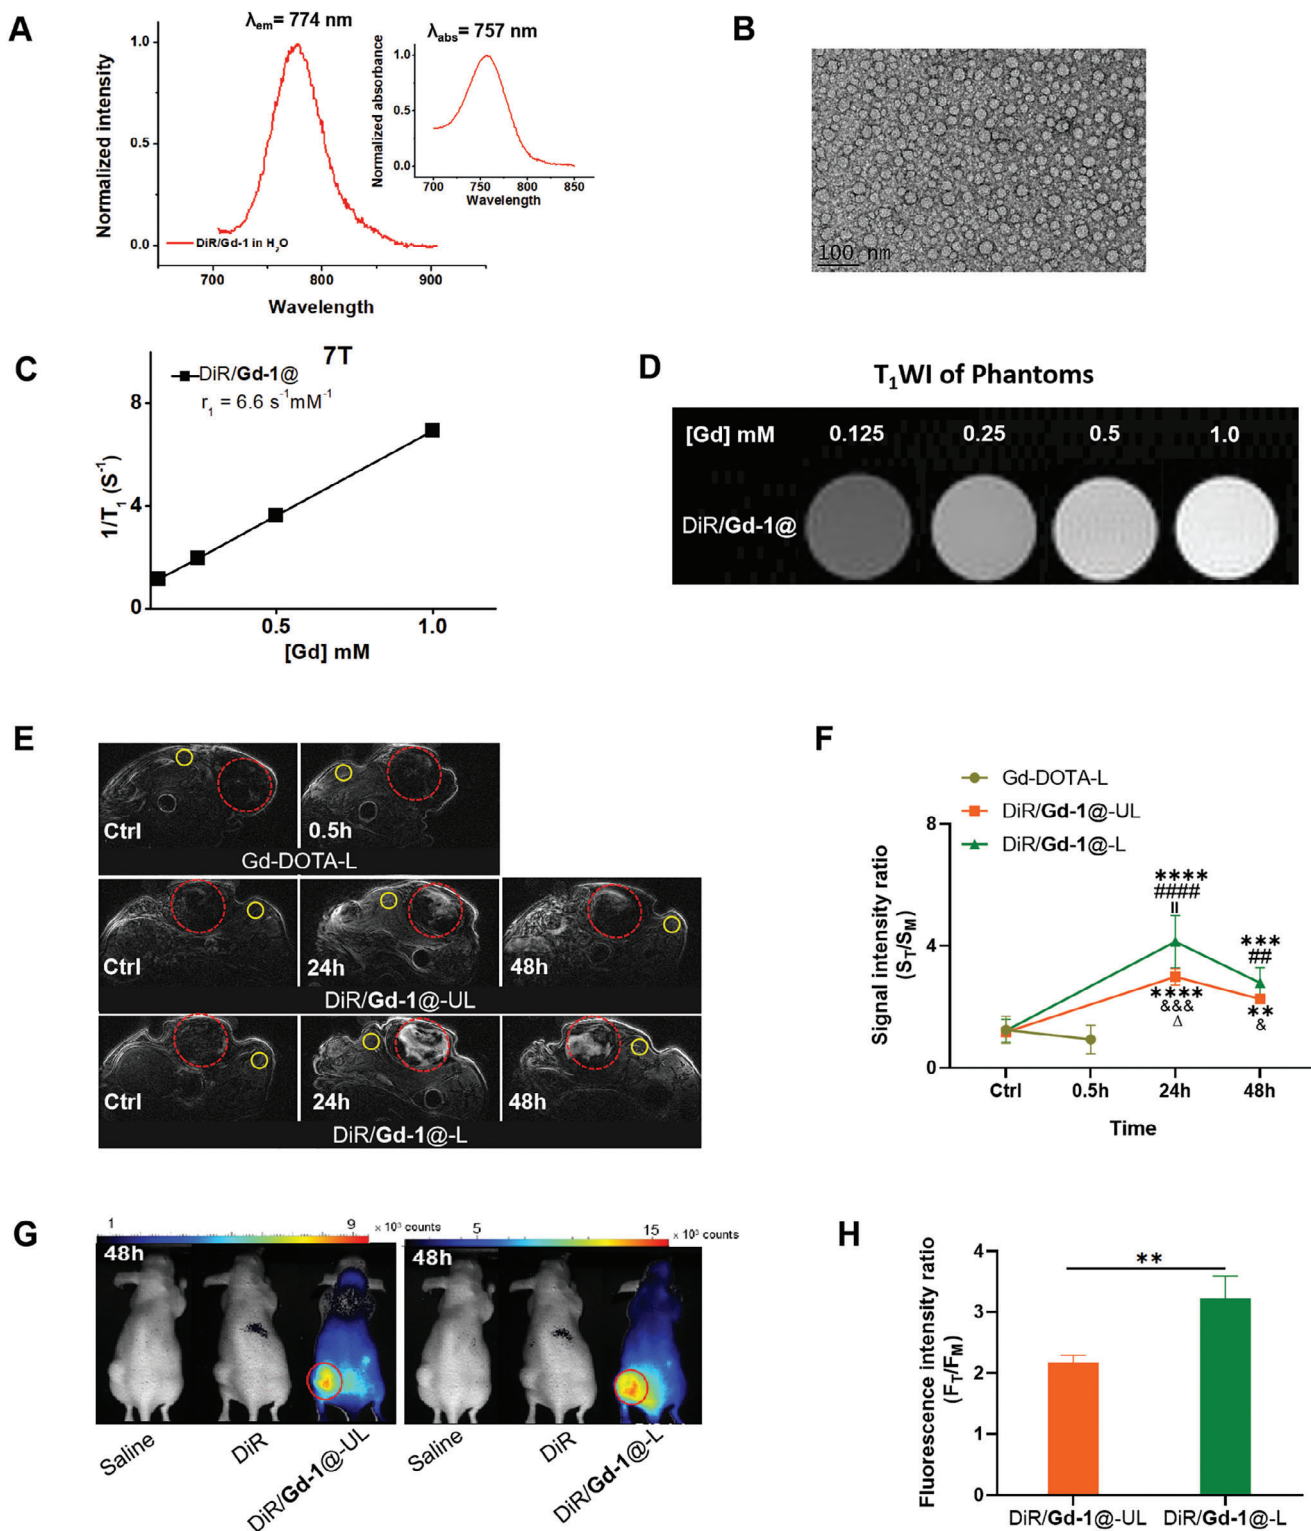 A
λem= 774 nm
Normalized intensity
1.0
0.5
0.0
DiR/Gd-1 in H2O
700
800
900
Wavelength
λabs= 757 nm
Normalized absorbance
1.0
0.5
0.0
700
750
800
850
Wavelength
B
100 nm
C
7T
DiR/Gd-1@
r1 = 6.6 s-1mM-1
1/T1 (S-1)
8
4
0
0.5
1.0
[Gd] mM
D
T1WI of Phantoms
[Gd] mM 0.125 0.25 0.5 1.0
DiR/Gd-1@
E
Ctrl
0.5h
Gd-DOTA-L
Ctrl
24h
48h
DiR/Gd-1@-UL
Ctrl
24h
48h
DiR/Gd-1@-L
F
Gd-DOTA-L
DiR/Gd-1@-UL
DiR/Gd-1@-L
Signal intensity ratio
(ST/SM)
8
4
0
****
####
II
****
&&&
Δ
***
##
**
&
Ctrl
0.5h
24h
48h
Time
G
1
9
× 10³ counts
48h
Saline
DiR
DiR/Gd-1@-UL
5
15
× 10³ counts
48h
Saline
DiR
DiR/Gd-1@-L
H
Fluorescence intensity ratio
(FT/FM)
4
3
2
1
0
**
DiR/Gd-1@-UL
DiR/Gd-1@-L